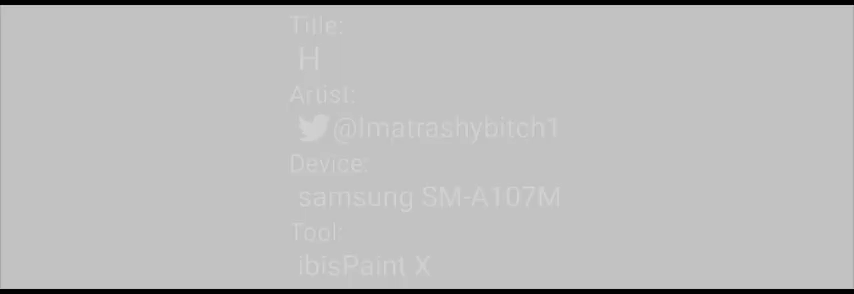 Title:
H
Artist:
@Imatrashybitch1
Device:
samsung SM-A107M
Tool:
ibisPaint X